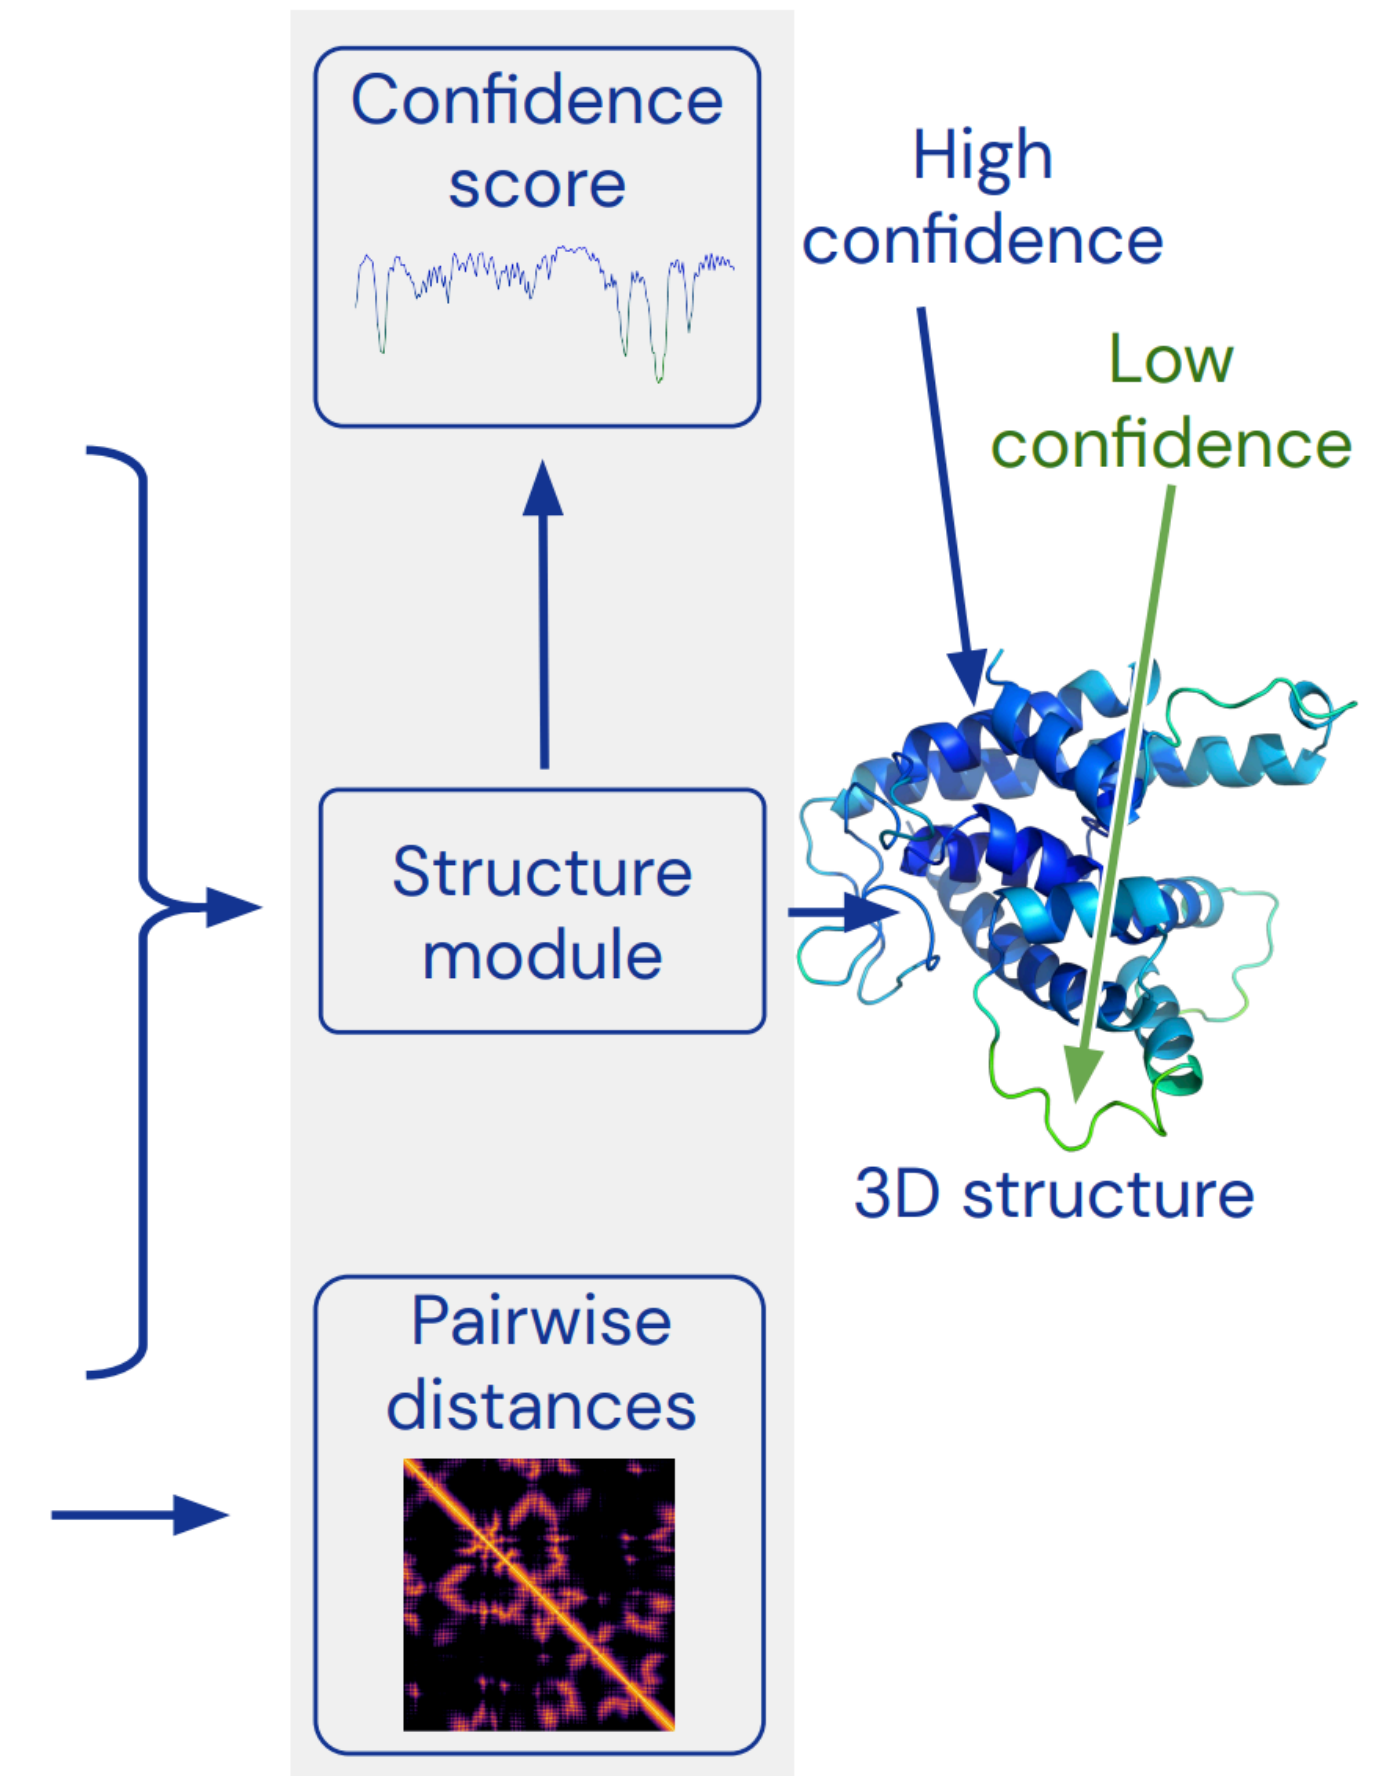 Confidence
score
High
confidence
Low
confidence
Structure
module
3D structure
Pairwise
distances